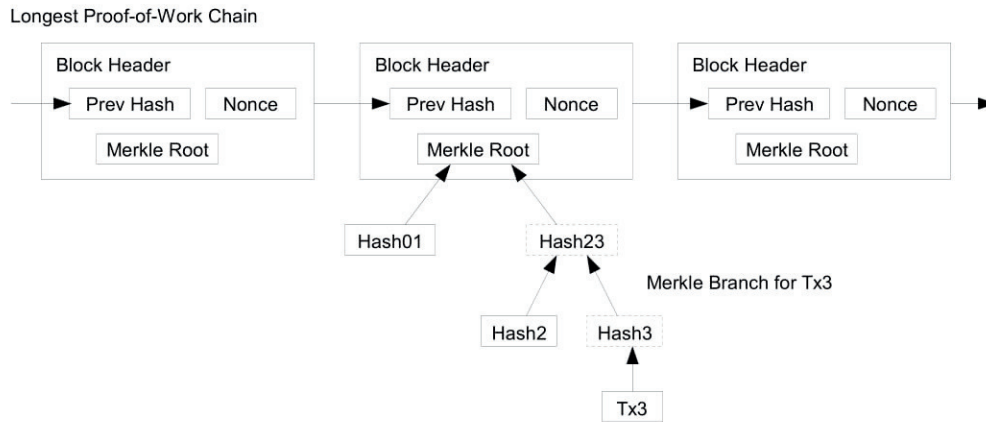 Longest Proof-of-Work Chain
Block Header
Prev Hash
Nonce
Merkle Root
Block Header
Prev Hash
Nonce
Merkle Root
Block Header
Prev Hash
Nonce
Merkle Root
Hash01
Hash23
Merkle Branch for Tx3
Hash2
Hash3
Tx3